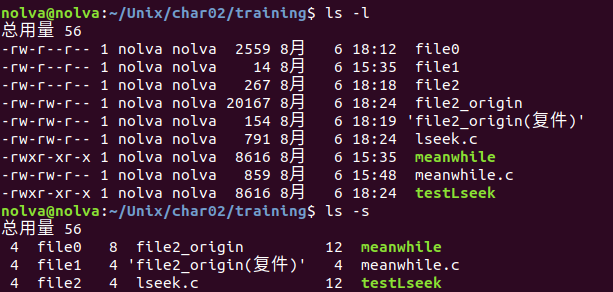 nolva@nolva:~/Unix/char02/training$ ls -l
总用量 56
-rw-r--r-- 1 nolva nolva  2559 8月   6 18:12  file0
-rw-r--r-- 1 nolva nolva    14 8月   6 15:35  file1
-rw-r--r-- 1 nolva nolva   267 8月   6 18:18  file2
-rw-rw-r-- 1 nolva nolva 20167 8月   6 18:24  file2_origin
-rw-rw-r-- 1 nolva nolva   154 8月   6 18:19 'file2_origin(复件)'
-rw-rw-r-- 1 nolva nolva   791 8月   6 18:24  lseek.c
-rwxr-xr-x 1 nolva nolva  8616 8月   6 15:35  meanwhile
-rw-rw-r-- 1 nolva nolva   859 8月   6 15:48  meanwhile.c
-rwxr-xr-x 1 nolva nolva  8616 8月   6 18:24  testLseek
nolva@nolva:~/Unix/char02/training$ ls -s
总用量 56
 4  file0   8  file2_origin         12  meanwhile
 4  file1   4 'file2_origin(复件)'   4  meanwhile.c
 4  file2   4  lseek.c              12  testLseek